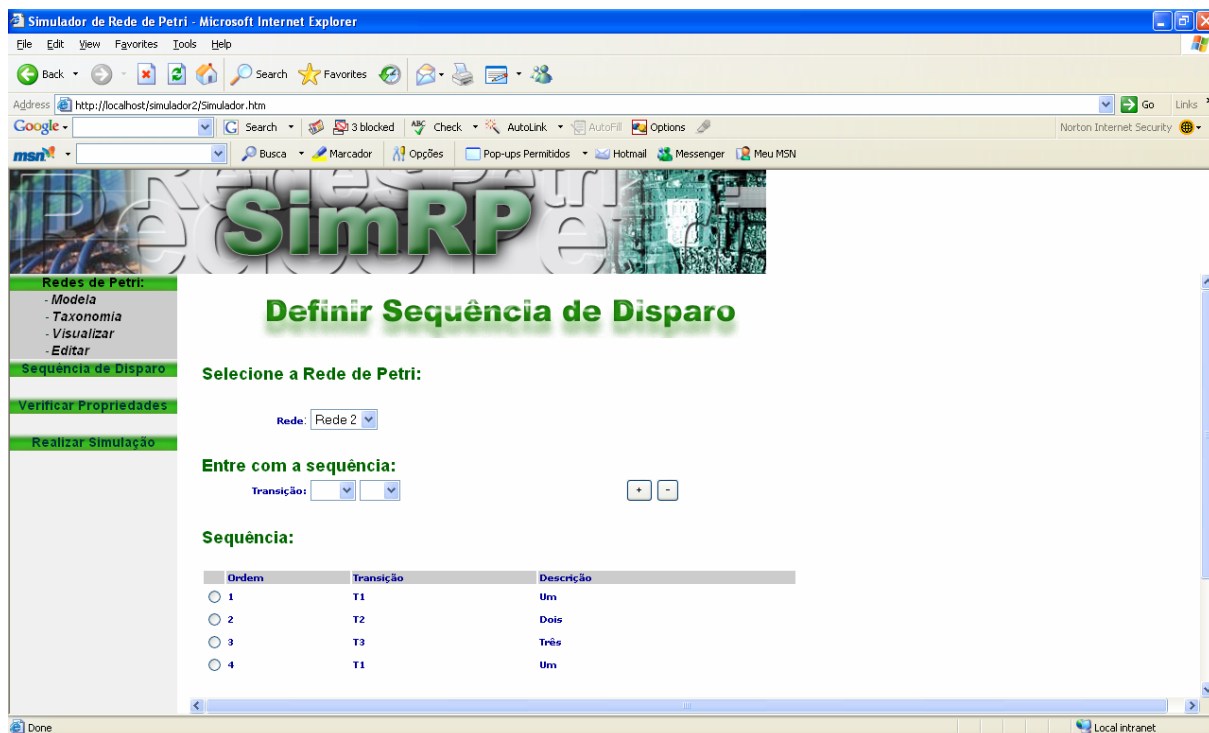 Simulador de Rede de Petri - Microsoft Internet Explorer
File Edit View Favorites Tools Help
Back Search Favorites
Address http://localhost/simulador2/Simulador.htm Go Links
Google Search 3 blocked ABC Check AutoLink AutoFill Options Norton Internet Security
msn Busca Marcador Opções Pop-ups Permitidos Hotmail Messenger Meu MSN
SimRP
Redes de Petri:
- Modela
- Taxonomia
- Visualizar
- Editar
Sequência de Disparo
Verificar Propriedades
Realizar Simulação
Definir Sequência de Disparo
Selecione a Rede de Petri:
Rede: Rede 2
Entre com a sequência:
Transição: + -
Sequência:
Ordem Transição Descrição
1 T1 Um
2 T2 Dois
3 T3 Três
4 T1 Um
Done Local intranet